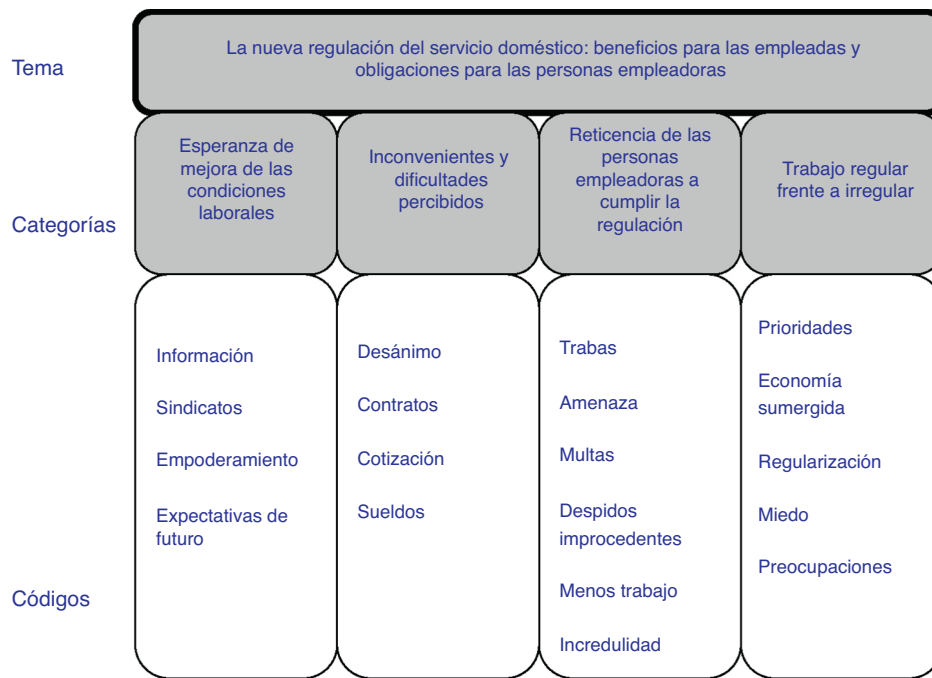 Tema
La nueva regulación del servicio doméstico: beneficios para las empleadas y
obligaciones para las personas empleadoras
Categorías
Esperanza de
mejora de las
condiciones
laborales
Inconvenientes y
dificultades
percibidos
Reticencia de las
personas
empleadoras a
cumplir la
regulación
Trabajo regular
frente a irregular
Códigos
Información
Sindicatos
Empoderamiento
Expectativas de
futuro
Desánimo
Contratos
Cotización
Sueldos
Trabas
Amenaza
Multas
Despidos
improcedentes
Menos trabajo
Incredulidad
Prioridades
Economía
sumergida
Regularización
Miedo
Preocupaciones